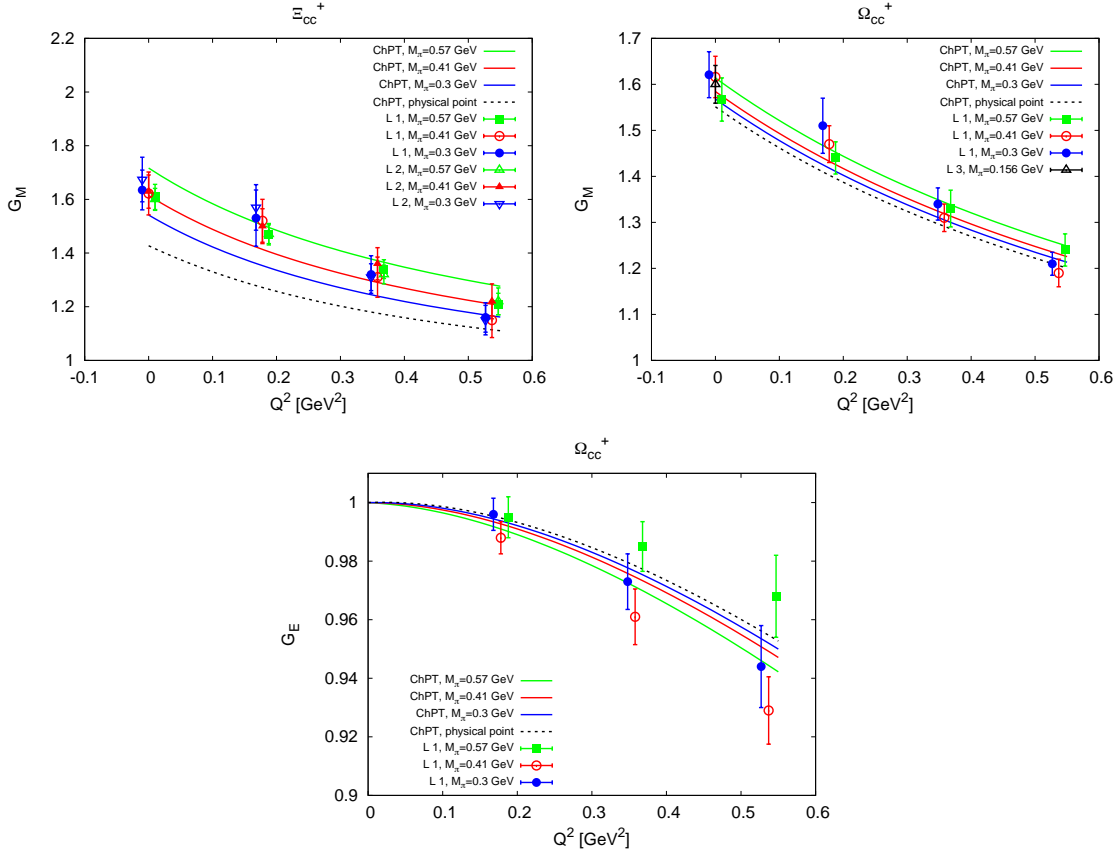 Ξcc+
GM
2.2
2
1.8
1.6
1.4
1.2
1
-0.1
0
0.1
0.2
0.3
0.4
0.5
0.6
Q2 [GeV2]
ChPT, Mπ=0.57 GeV
ChPT, Mπ=0.41 GeV
ChPT, Mπ=0.3 GeV
ChPT, physical point
L 1, Mπ=0.57 GeV
L 1, Mπ=0.41 GeV
L 1, Mπ=0.3 GeV
L 2, Mπ=0.57 GeV
L 2, Mπ=0.41 GeV
L 2, Mπ=0.3 GeV
Ωcc+
GM
1.7
1.6
1.5
1.4
1.3
1.2
1.1
1
-0.1
0
0.1
0.2
0.3
0.4
0.5
0.6
Q2 [GeV2]
ChPT, Mπ=0.57 GeV
ChPT, Mπ=0.41 GeV
ChPT, Mπ=0.3 GeV
ChPT, physical point
L 1, Mπ=0.57 GeV
L 1, Mπ=0.41 GeV
L 1, Mπ=0.3 GeV
L 3, Mπ=0.156 GeV
Ωcc+
GE
1
0.98
0.96
0.94
0.92
0.9
0
0.1
0.2
0.3
0.4
0.5
0.6
Q2 [GeV2]
ChPT, Mπ=0.57 GeV
ChPT, Mπ=0.41 GeV
ChPT, Mπ=0.3 GeV
ChPT, physical point
L 1, Mπ=0.57 GeV
L 1, Mπ=0.41 GeV
L 1, Mπ=0.3 GeV